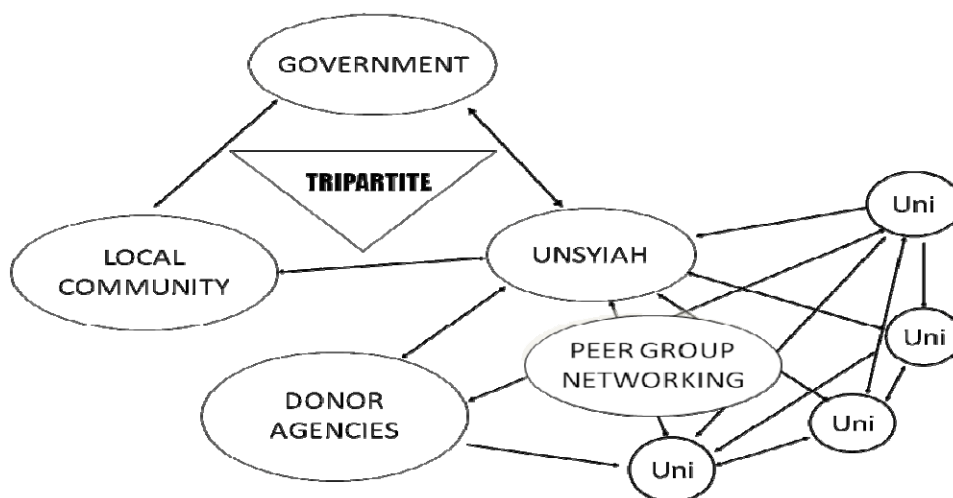 GOVERNMENT
TRIPARTITE
Uni
LOCAL
COMMUNITY
UNSYIAH
Uni
PEER GROUP
NETWORKING
DONOR
AGENCIES
Uni
Uni